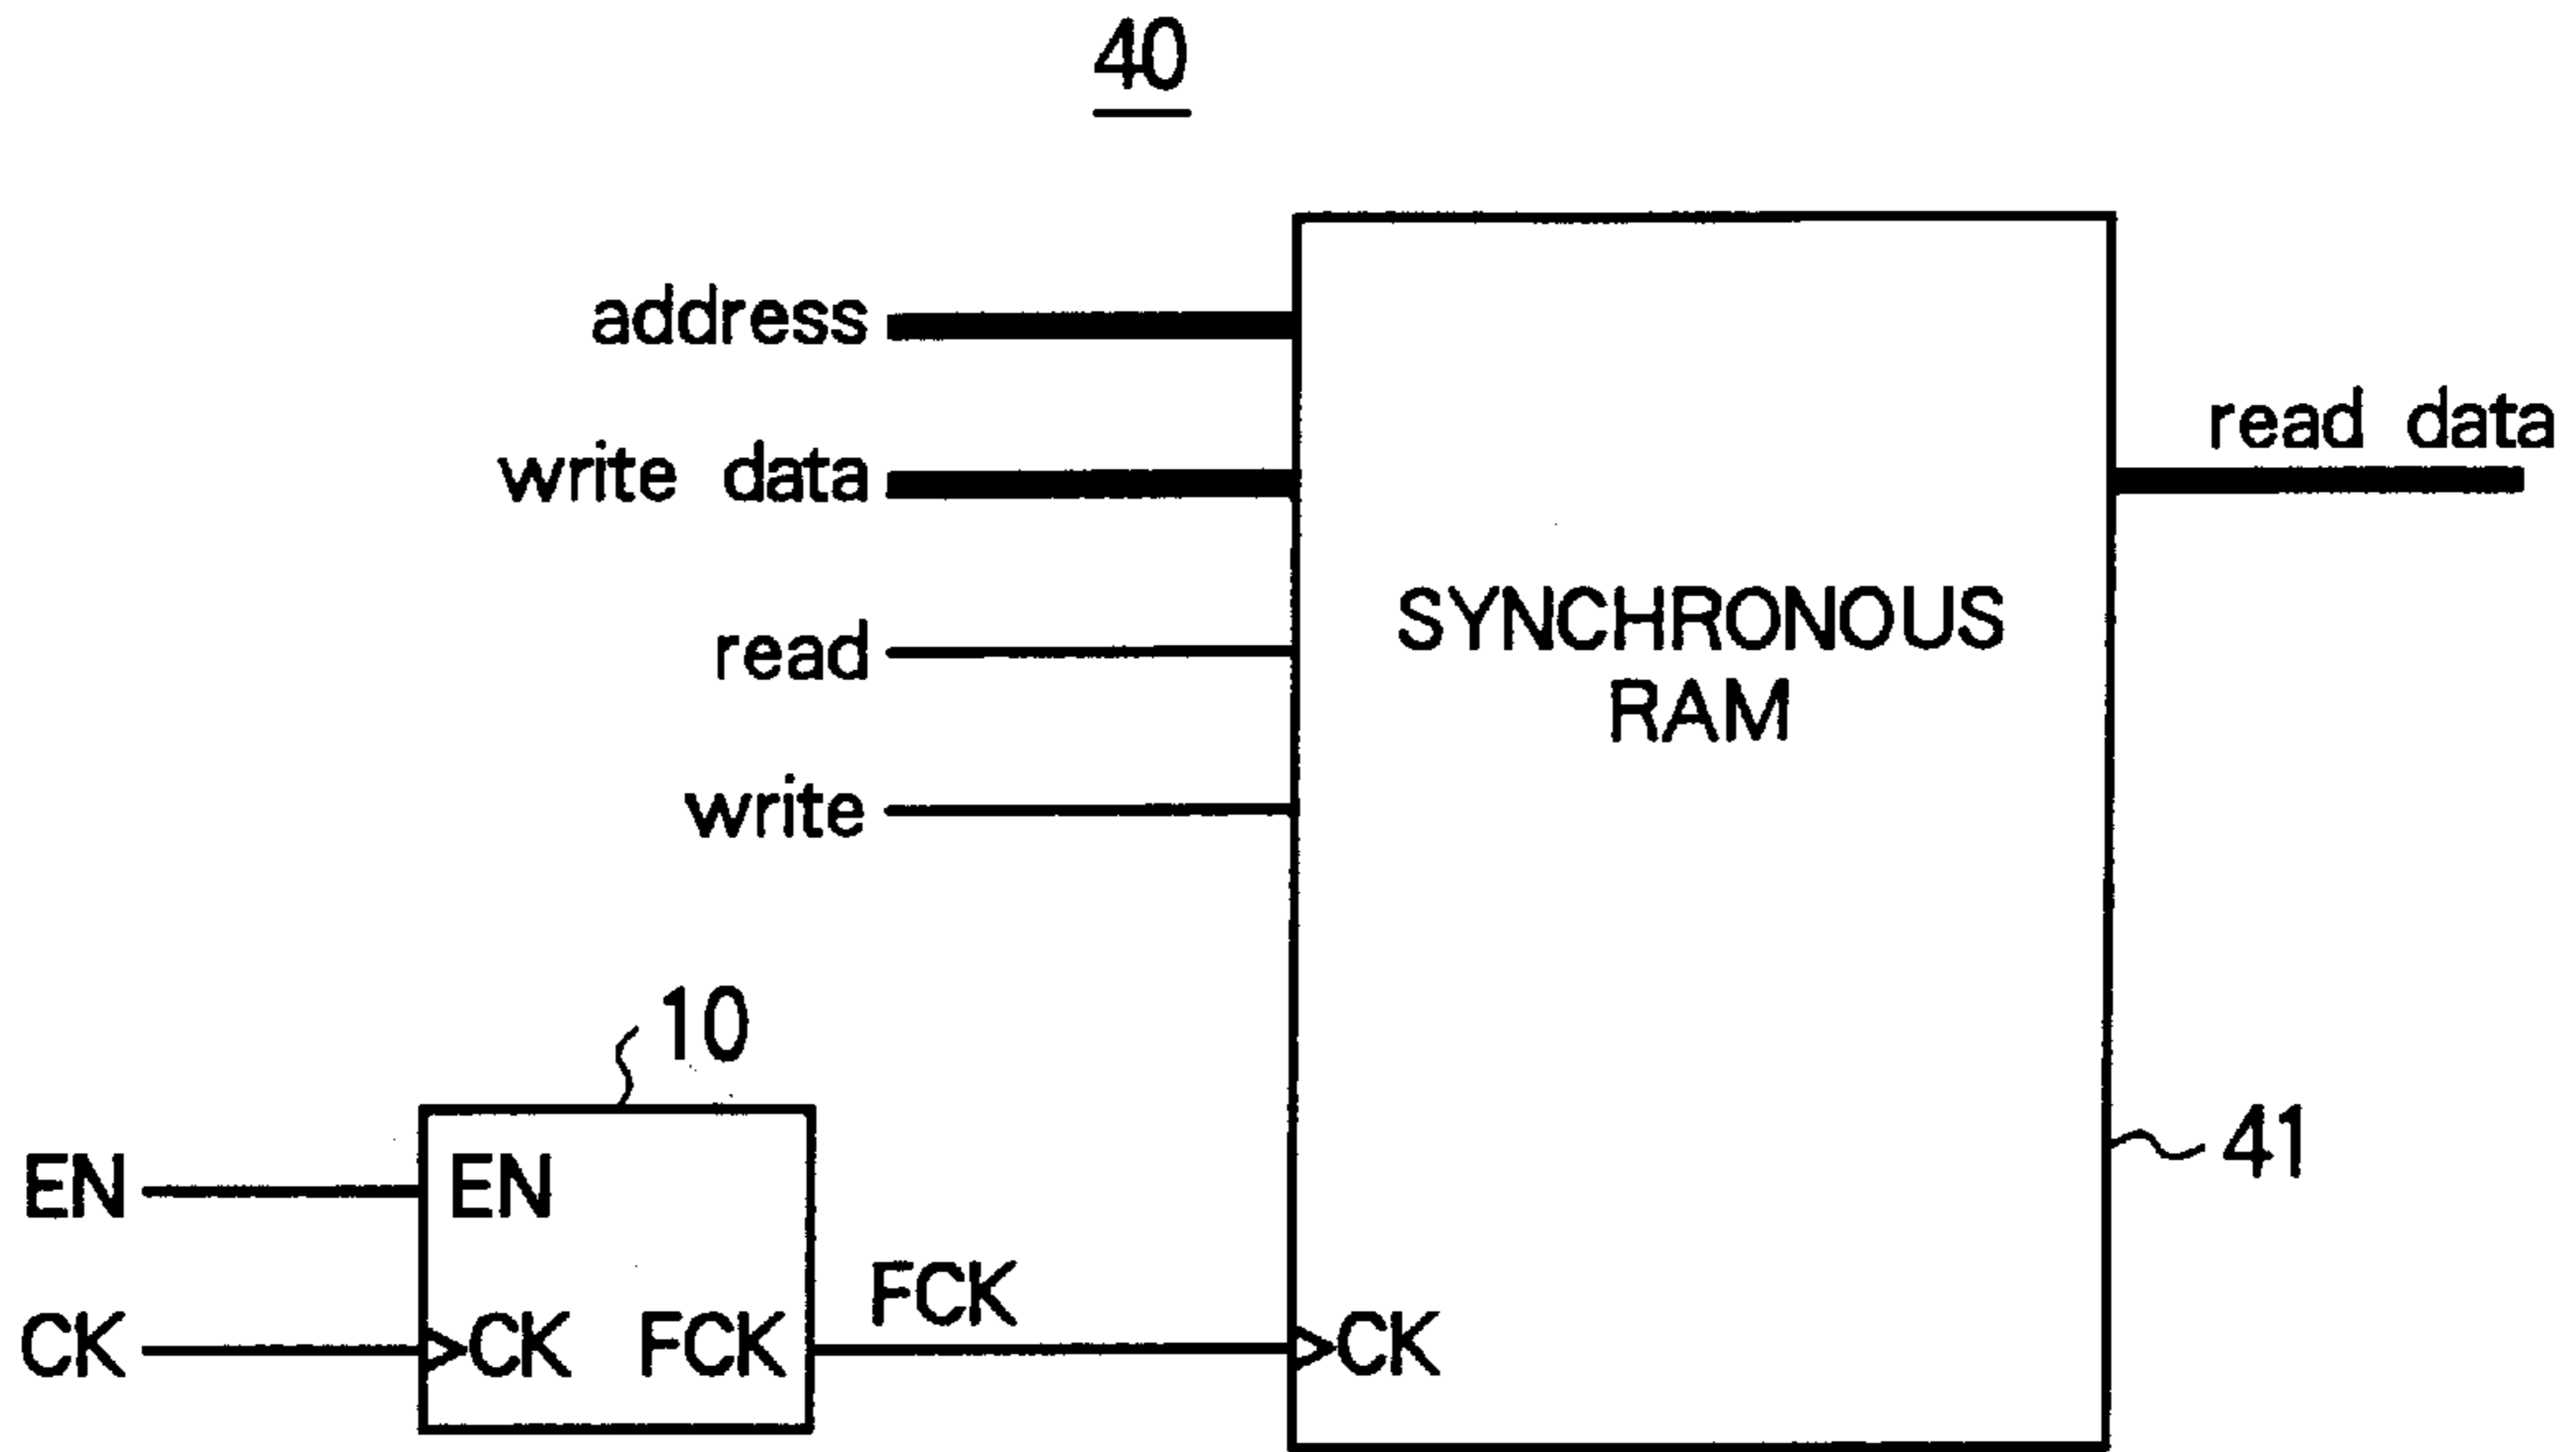 40
address
write data
read data
read
SYNCHRONOUS
RAM
write
10
EN
EN
41
FCK
CK
CK
FCK
CK